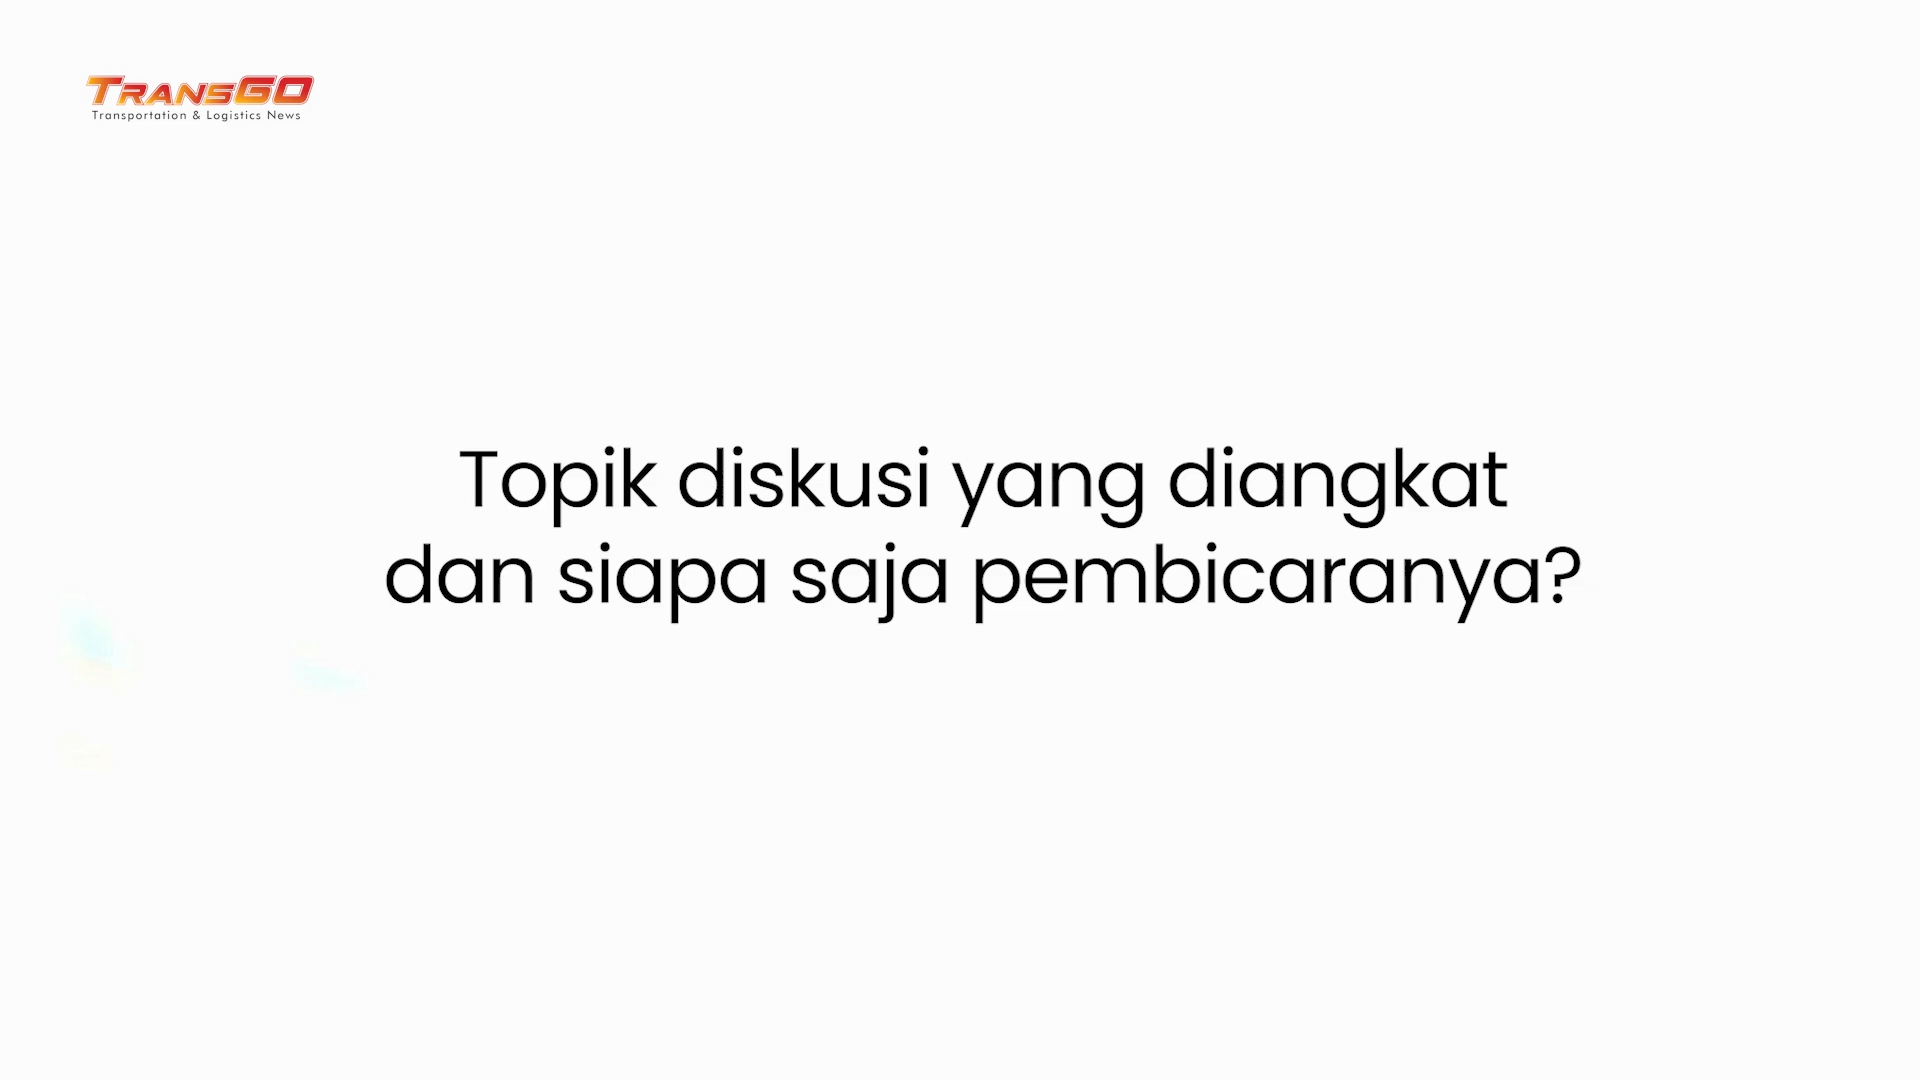 TRANSGO
Transportation & Logistics News
Topik diskusi yang diangkat
dan siapa saja pembicaranya?